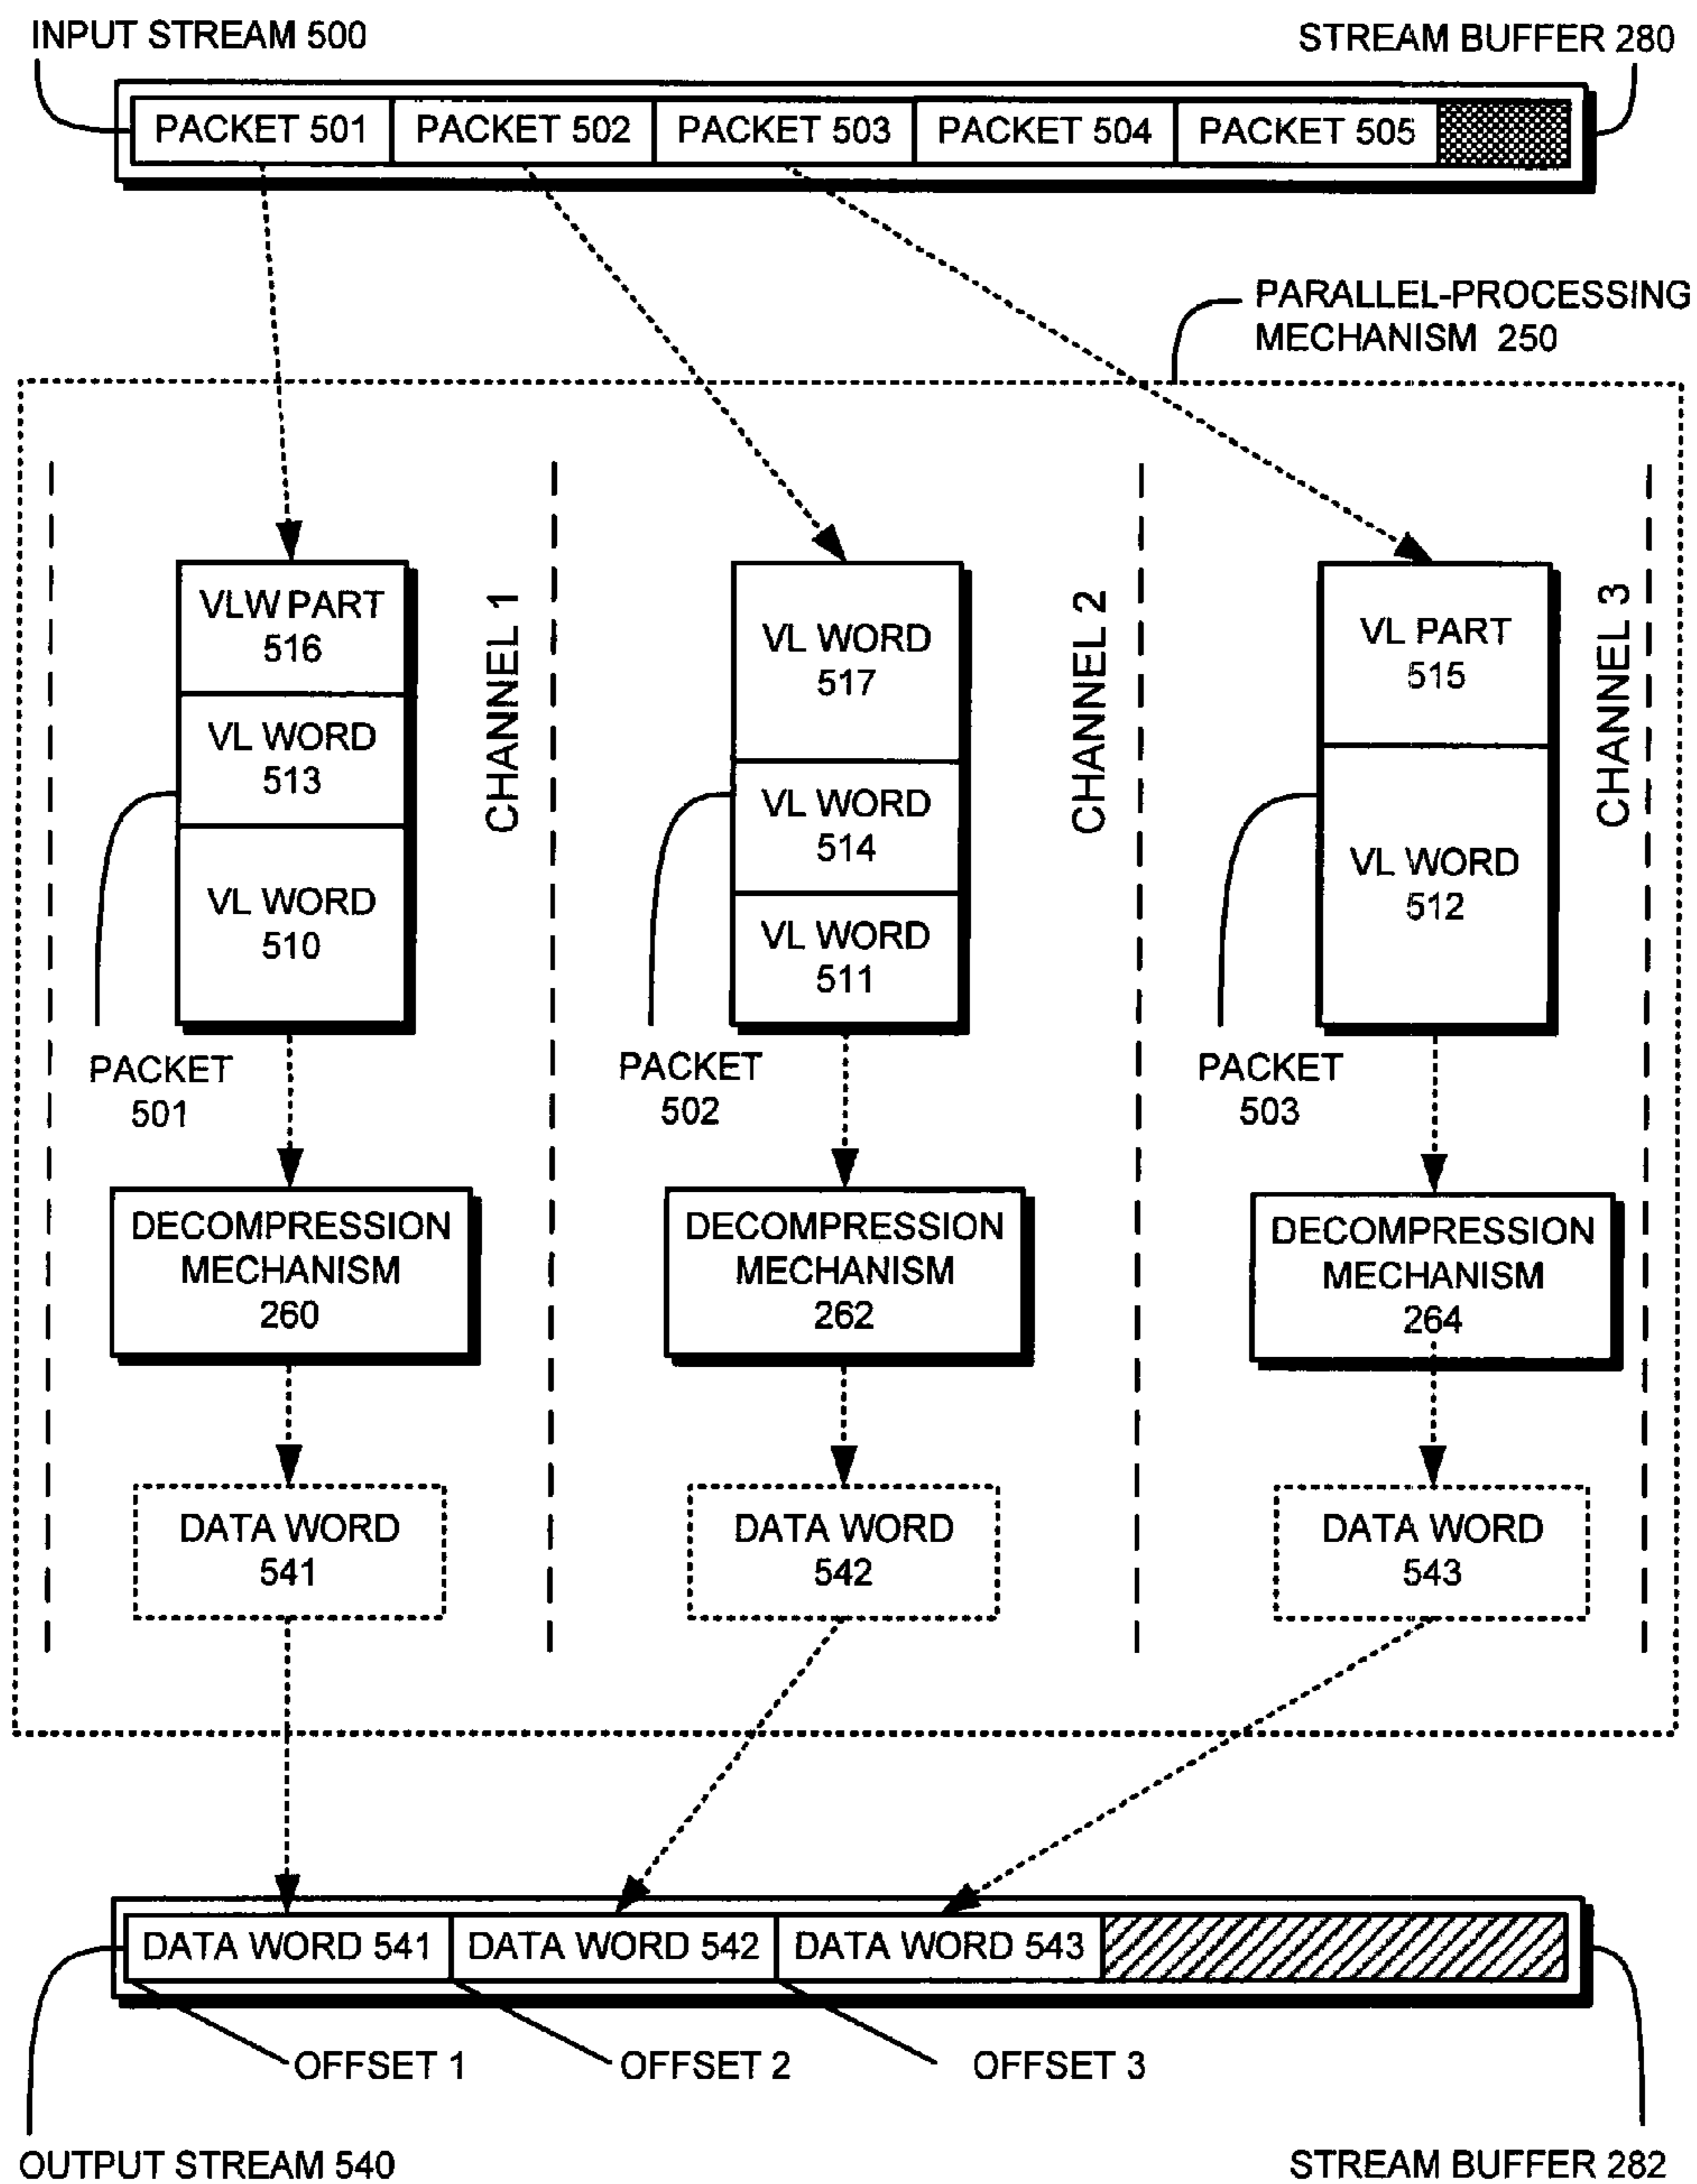 INPUT STREAM 500
STREAM BUFFER 280
PACKET 501
PACKET 502
PACKET 503
PACKET 504
PACKET 505
PARALLEL-PROCESSING
MECHANISM 250
VLW PART
516
VL WORD
513
VL WORD
510
PACKET
501
CHANNEL 1
VL WORD
517
VL WORD
514
VL WORD
511
PACKET
502
CHANNEL 2
VL PART
515
VL WORD
512
PACKET
503
CHANNEL 3
DECOMPRESSION
MECHANISM
260
DECOMPRESSION
MECHANISM
262
DECOMPRESSION
MECHANISM
264
DATA WORD
541
DATA WORD
542
DATA WORD
543
DATA WORD 541
DATA WORD 542
DATA WORD 543
OFFSET 1
OFFSET 2
OFFSET 3
OUTPUT STREAM 540
STREAM BUFFER 282